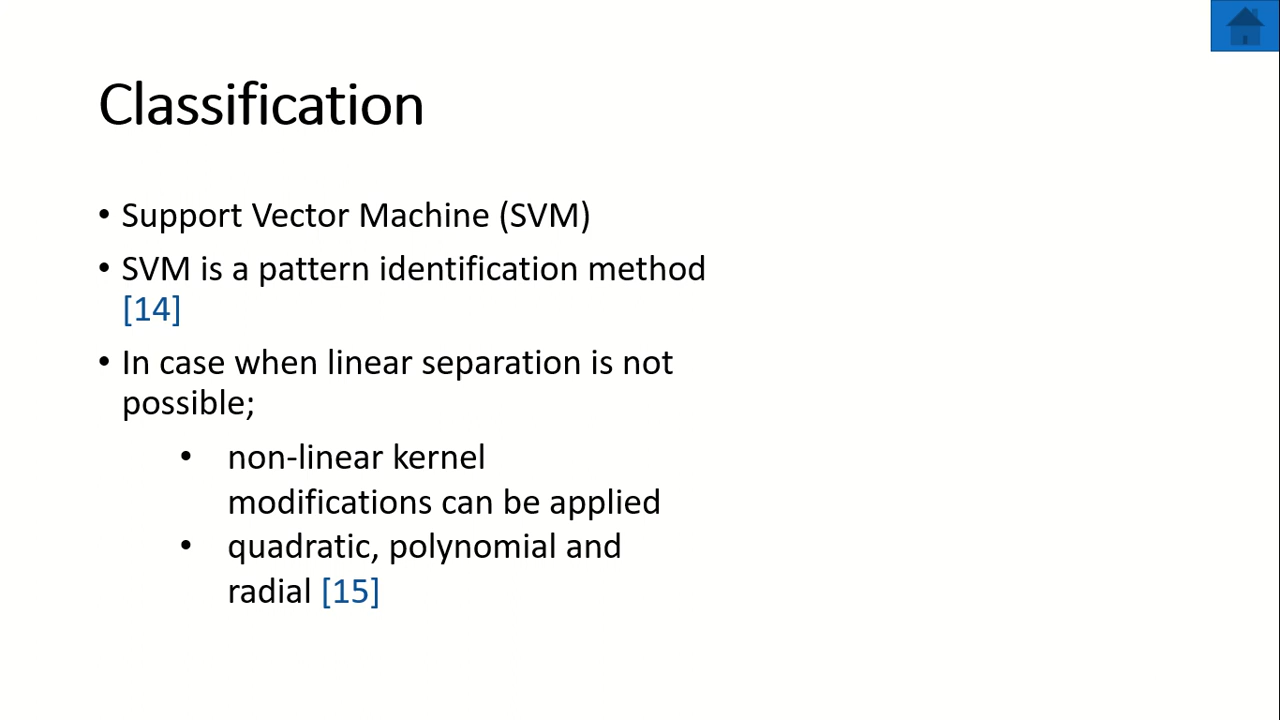 Classification
• Support Vector Machine (SVM)
• SVM is a pattern identification method
[14]
• In case when linear separation is not
possible;
• non-linear kernel
modifications can be applied
• quadratic, polynomial and
radial [15]